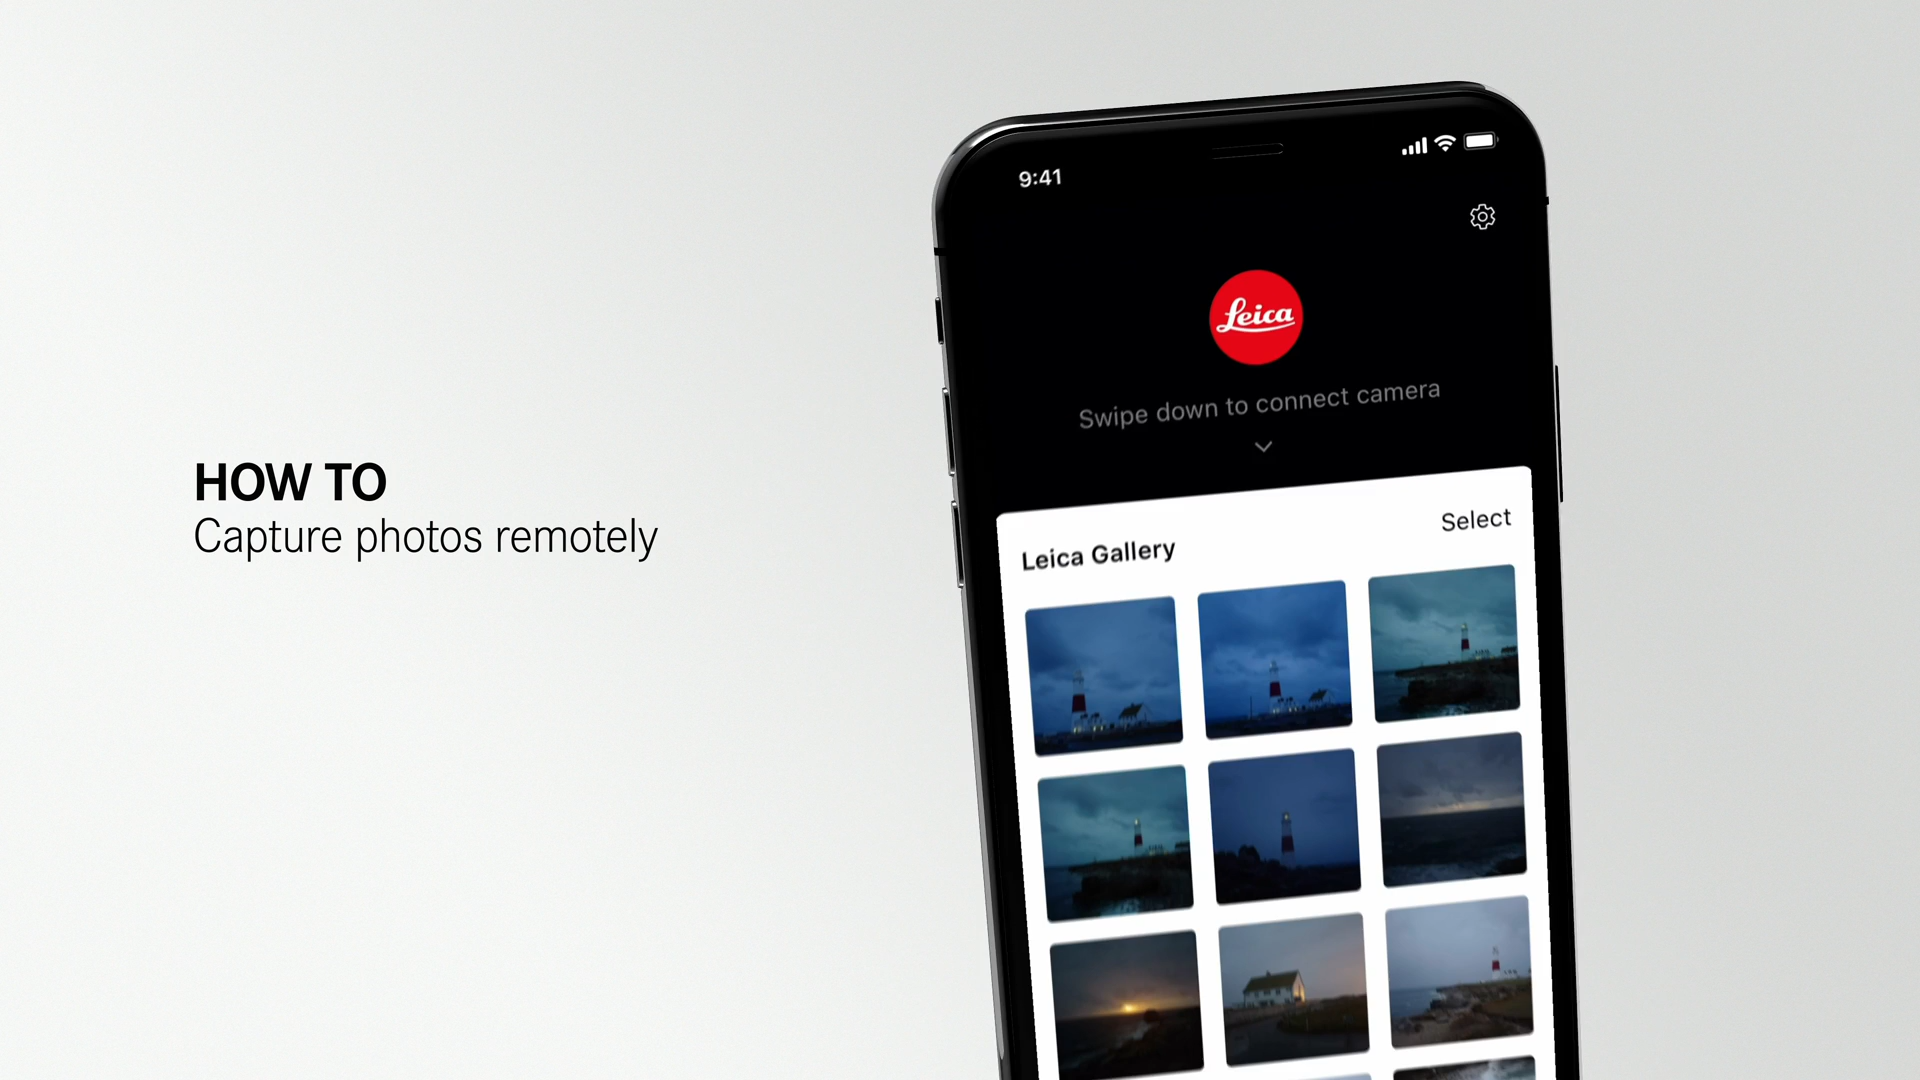 HOW TO
Capture photos remotely
9:41
Leica
Swipe down to connect camera
Leica Gallery
Select